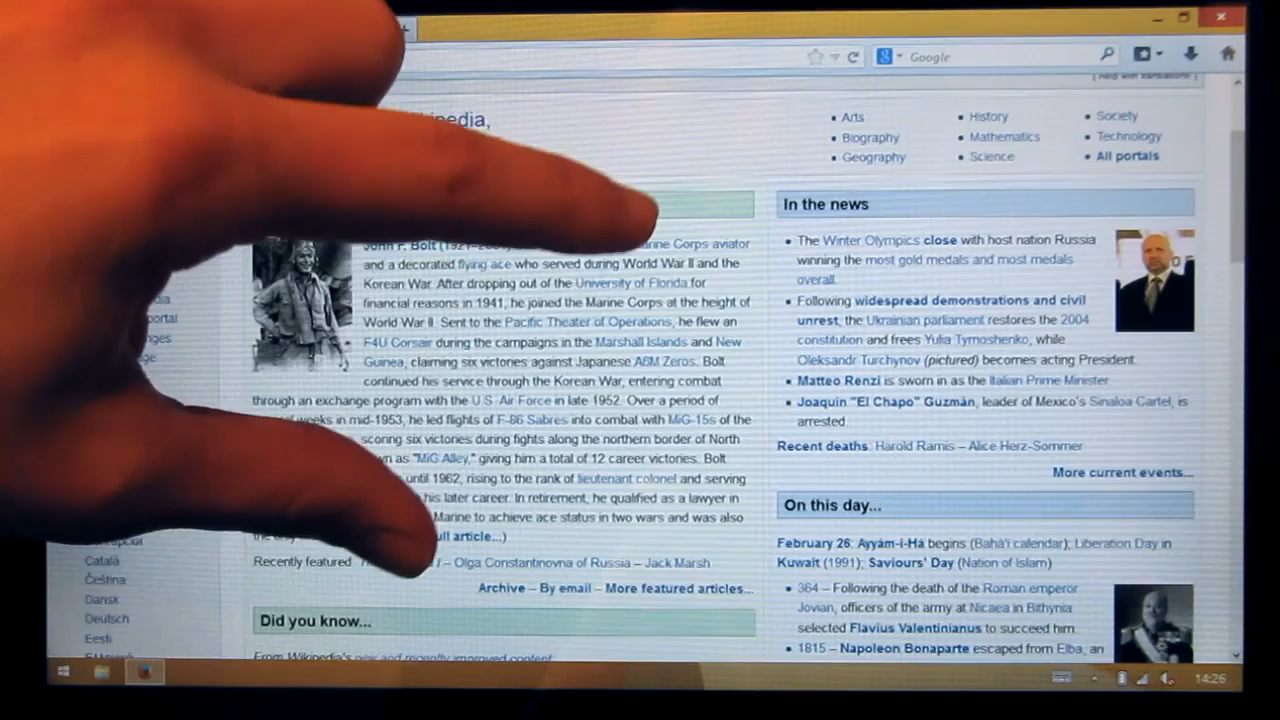 Google
[ Help with translations! ]
kipedia,
Arts
History
Society
Biography
Mathematics
Technology
Geography
Science
All portals
John F. Bolt (1921–
Marine Corps aviator
and a decorated flying ace who served during World War II and the
Korean War. After dropping out of the University of Florida for
financial reasons in 1941, he joined the Marine Corps at the height of
World War II. Sent to the Pacific Theater of Operations, he flew an
F4U Corsair during the campaigns in the Marshall Islands and New
Guinea, claiming six victories against Japanese A6M Zeros. Bolt
continued his service through the Korean War, entering combat
through an exchange program with the U.S. Air Force in late 1952. Over a period of
weeks in mid-1953, he led flights of F-86 Sabres into combat with MiG-15s of the
scoring six victories during fights along the northern border of North
wn as "MiG Alley," giving him a total of 12 career victories. Bolt
until 1962, rising to the rank of lieutenant colonel and serving
his later career. In retirement, he qualified as a lawyer in
Marine to achieve ace status in two wars and was also
ull article...)
Recently featured
– Olga Constantinovna of Russia – Jack Marsh
Archive – By email – More featured articles...
Did you know...
From Wikipedia's new and recently improved content
In the news
The Winter Olympics close with host nation Russia
winning the most gold medals and most medals
overall.
Following widespread demonstrations and civil
unrest, the Ukrainian parliament restores the 2004
constitution and frees Yulia Tymoshenko, while
Oleksandr Turchynov (pictured) becomes acting President.
Matteo Renzi is sworn in as the Italian Prime Minister.
Joaquín "El Chapo" Guzmán, leader of Mexico's Sinaloa Cartel, is
arrested.
Recent deaths: Harold Ramis – Alice Herz-Sommer
More current events...
On this day...
February 26: Ayyám-i-Há begins (Bahá'í calendar); Liberation Day in
Kuwait (1991); Saviours' Day (Nation of Islam)
364 – Following the death of the Roman emperor
Jovian, officers of the army at Nicaea in Bithynia
selected Flavius Valentinianus to succeed him.
1815 – Napoleon Bonaparte escaped from Elba, an
Català
Čeština
Dansk
Deutsch
Eesti
14:26